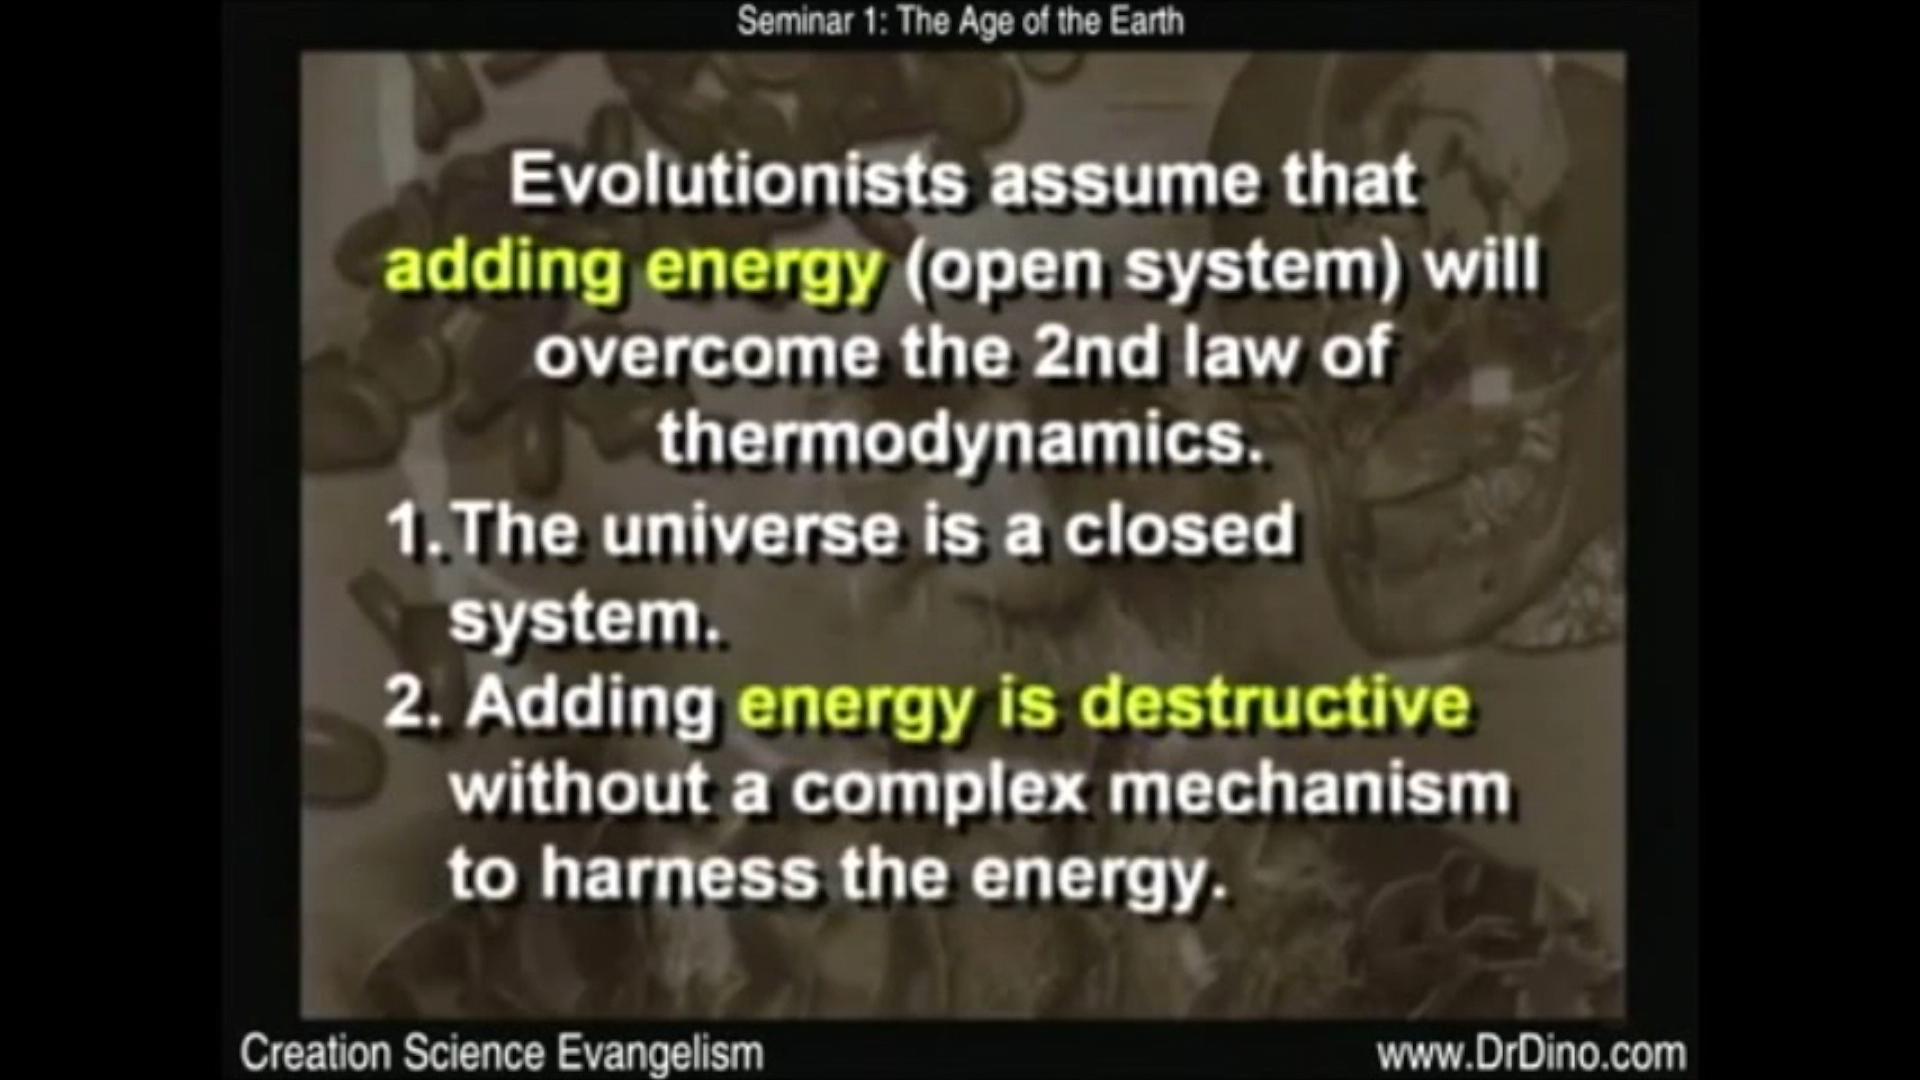 Seminar 1: The Age of the Earth
Evolutionists assume that
adding energy (open system) will
overcome the 2nd law of
thermodynamics.
1.The universe is a closed
system.
2. Adding energy is destructive
without a complex mechanism
to harness the energy.
Creation Science Evangelism
www.DrDino.com